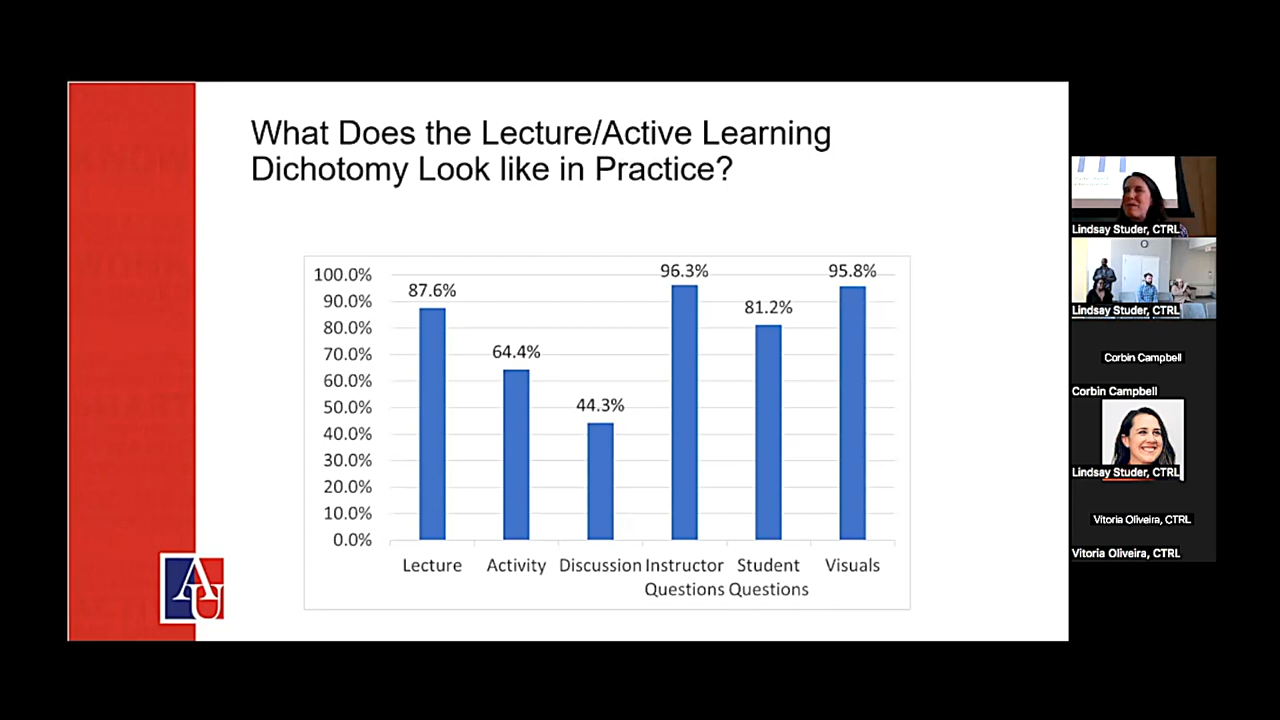 What Does the Lecture/Active Learning
Dichotomy Look like in Practice?
100.0%
90.0%
80.0%
70.0%
60.0%
50.0%
40.0%
30.0%
20.0%
10.0%
0.0%
87.6%
64.4%
44.3%
96.3%
81.2%
95.8%
Lecture
Activity
Discussion
Instructor
Questions
Student
Questions
Visuals
AU
Lindsay Studer, CTRL
Lindsay Studer, CTRL
Corbin Campbell
Corbin Campbell
Lindsay Studer, CTRL
Vitoria Oliveira, CTRL
Vitoria Oliveira, CTRL